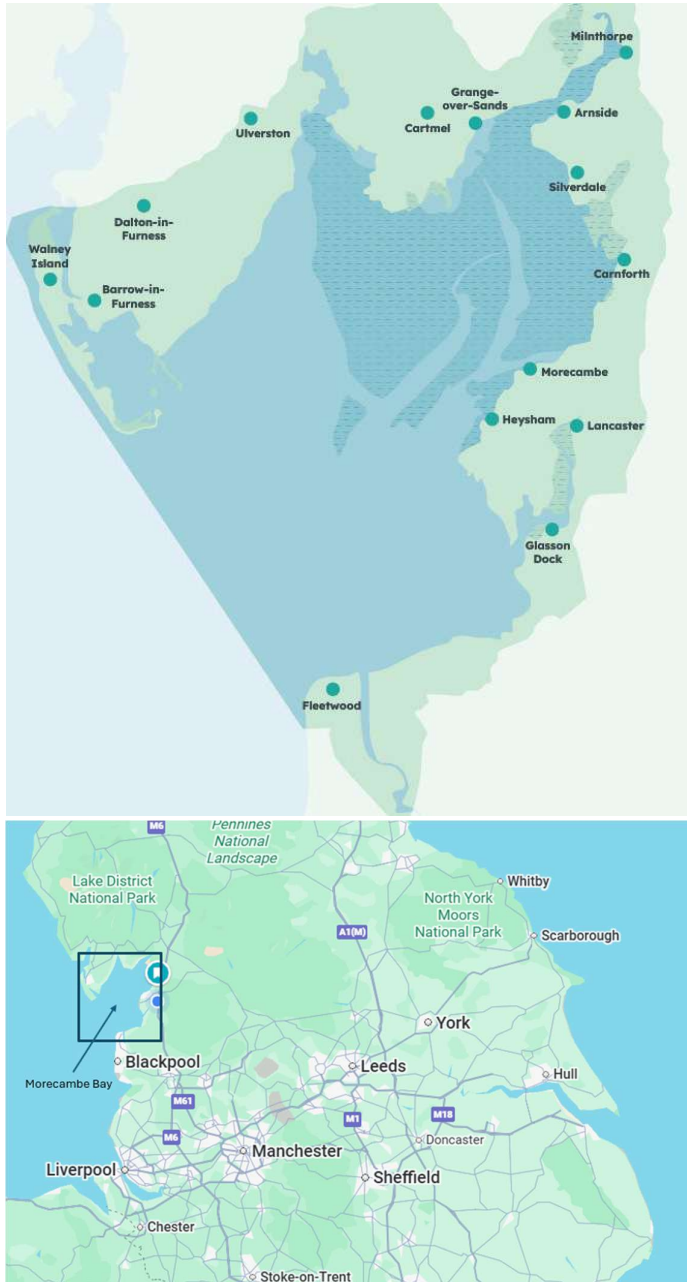 Milnthorpe
Grange-
over-Sands
Cartmel
Arnside
Ulverston
Silverdale
Dalton-in-
Furness
Walney
Island
Carnforth
Barrow-in-
Furness
Morecambe
Heysham
Lancaster
Glasson
Dock
Fleetwood
M6
Pennines
National
Landscape
Lake District
National Park
Whitby
North York
Moors
National Park
A1(M)
Scarborough
York
Blackpool
Leeds
Hull
Morecambe Bay
M61
M1
M18
M6
Doncaster
Manchester
Liverpool
Sheffield
Chester
Stoke-on-Trent